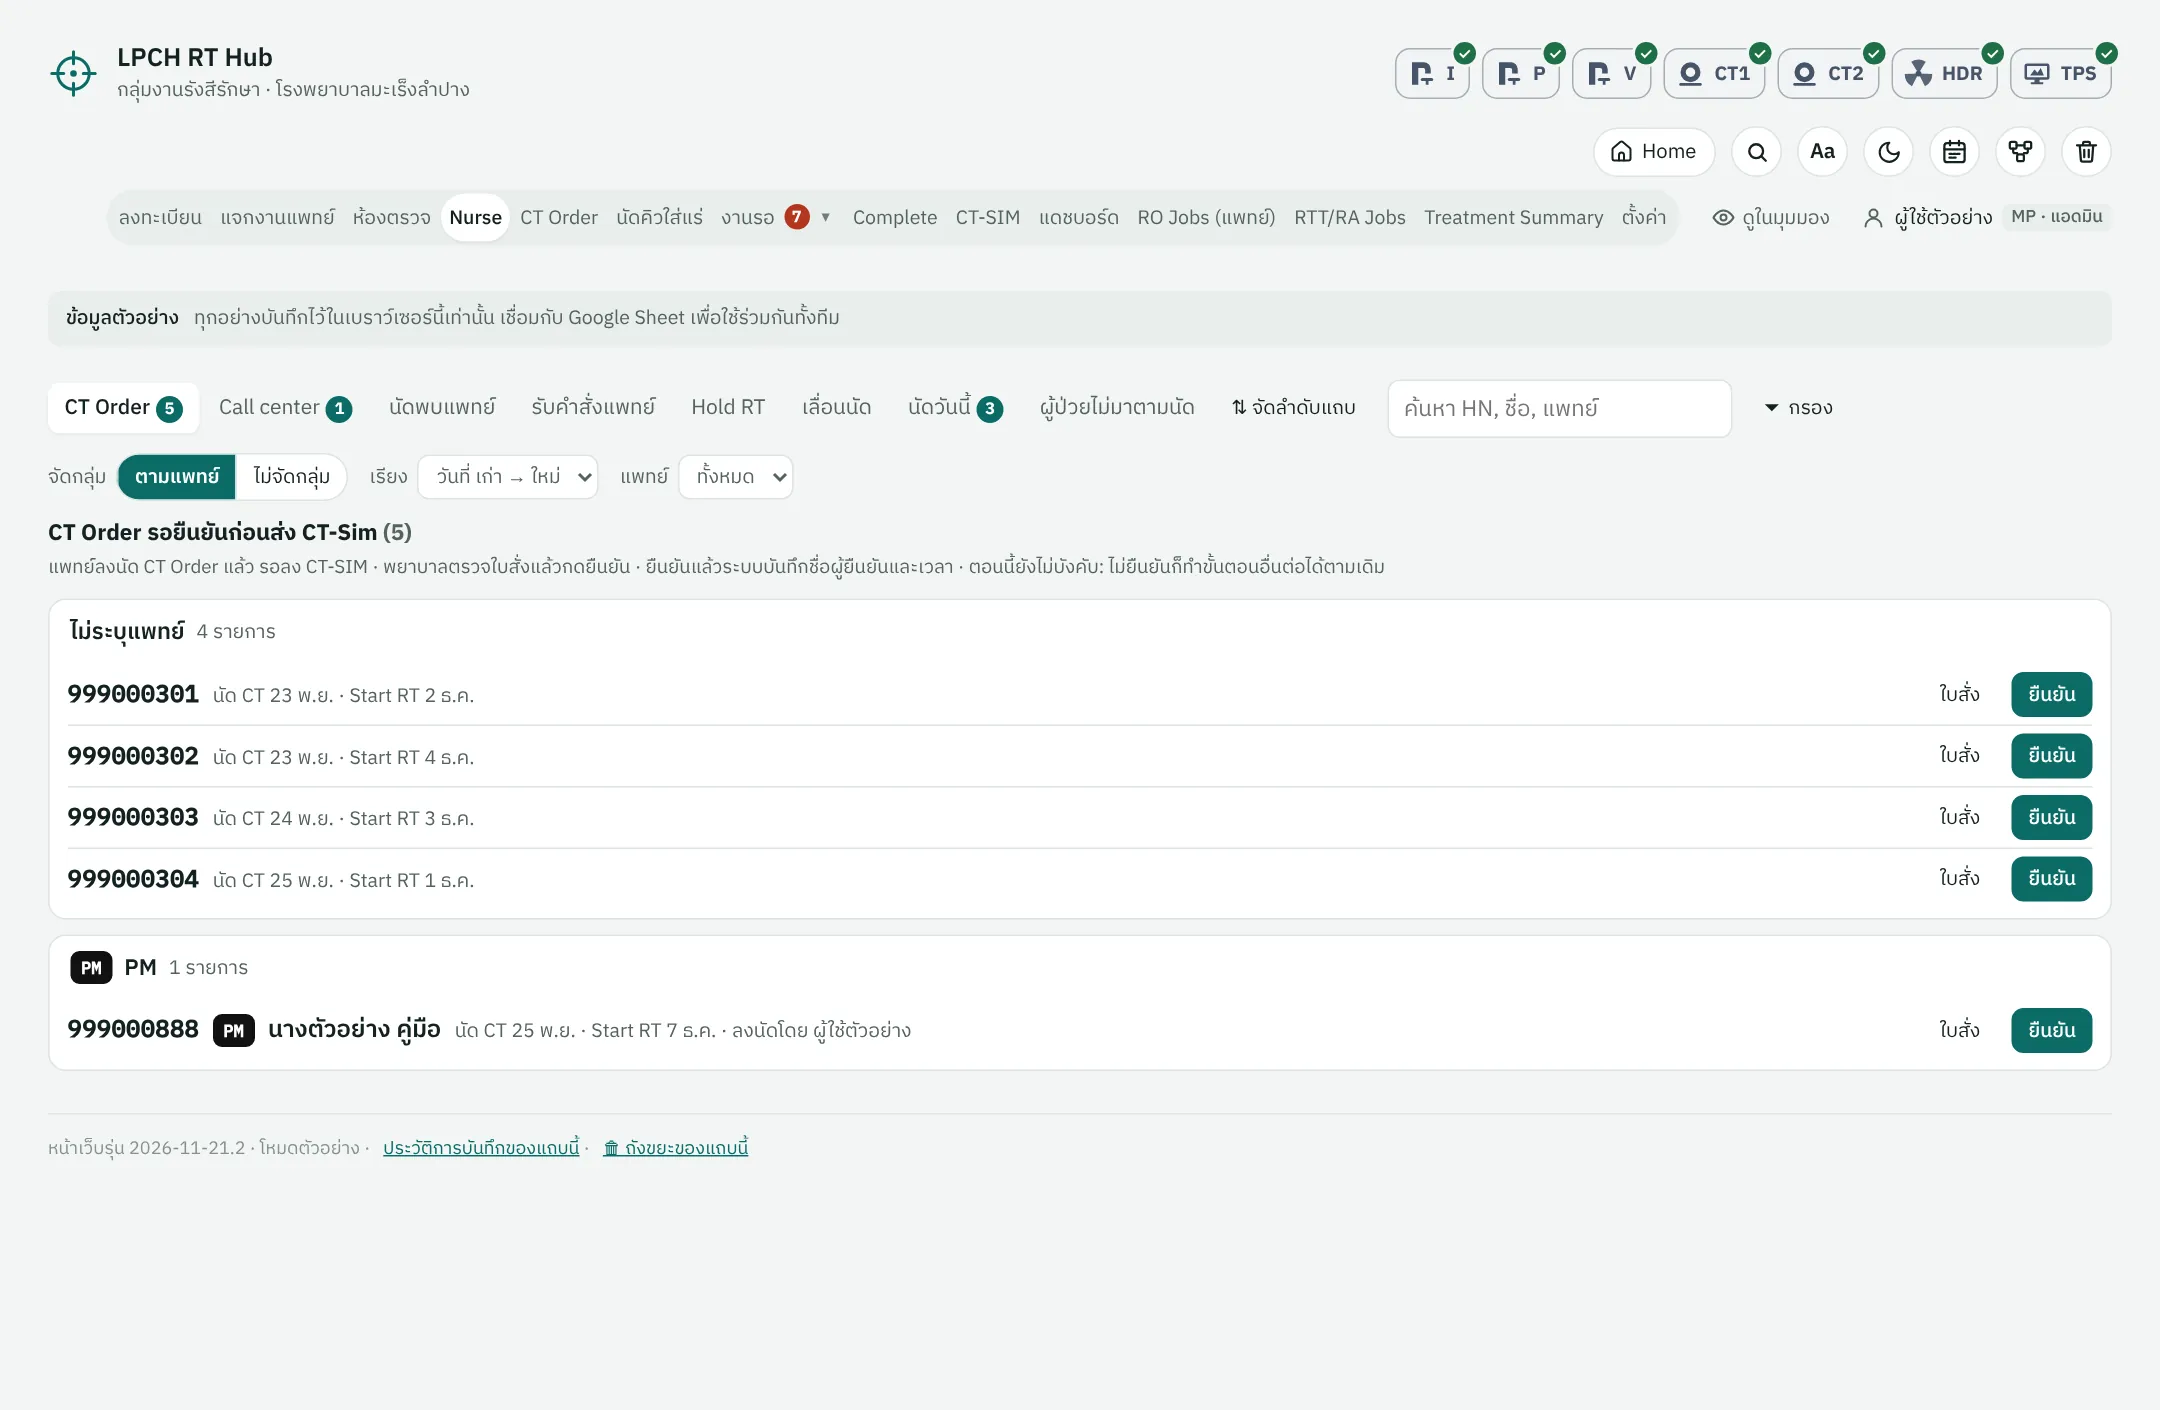 LPCH RT Hub
กลุ่มงานรังสีรักษา · โรงพยาบาลมะเร็งลำปาง
I P V CT1 CT2 HDR TPS
Home Aa
ลงทะเบียน แจกงานแพทย์ ห้องตรวจ Nurse CT Order นัดคิวใส่แร่ งานรอ 7 ▾ Complete CT-SIM แดชบอร์ด RO Jobs (แพทย์) RTT/RA Jobs Treatment Summary ตั้งค่า ดูในมุมมอง ผู้ใช้ตัวอย่าง MP · แอดมิน
ข้อมูลตัวอย่าง ทุกอย่างบันทึกไว้ในเบราว์เซอร์นี้เท่านั้น เชื่อมกับ Google Sheet เพื่อใช้ร่วมกันทั้งทีม
CT Order 5 Call center 1 นัดพบแพทย์ รับคำสั่งแพทย์ Hold RT เลื่อนนัด นัดวันนี้ 3 ผู้ป่วยไม่มาตามนัด ⇅ จัดลำดับแถบ ค้นหา HN, ชื่อ, แพทย์ กรอง
จัดกลุ่ม ตามแพทย์ ไม่จัดกลุ่ม เรียง วันที่ เก่า → ใหม่ แพทย์ ทั้งหมด
CT Order รอยืนยันก่อนส่ง CT-Sim (5)
แพทย์ลงนัด CT Order แล้ว รอลง CT-SIM · พยาบาลตรวจใบสั่งแล้วกดยืนยัน · ยืนยันแล้วระบบบันทึกชื่อผู้ยืนยันและเวลา · ตอนนี้ยังไม่บังคับ: ไม่ยืนยันก็ทำขั้นตอนอื่นต่อได้ตามเดิม
ไม่ระบุแพทย์ 4 รายการ
999000301 นัด CT 23 พ.ย. · Start RT 2 ธ.ค. ใบสั่ง ยืนยัน
999000302 นัด CT 23 พ.ย. · Start RT 4 ธ.ค. ใบสั่ง ยืนยัน
999000303 นัด CT 24 พ.ย. · Start RT 3 ธ.ค. ใบสั่ง ยืนยัน
999000304 นัด CT 25 พ.ย. · Start RT 1 ธ.ค. ใบสั่ง ยืนยัน
PM PM 1 รายการ
999000888 PM นางตัวอย่าง คู่มือ นัด CT 25 พ.ย. · Start RT 7 ธ.ค. · ลงนัดโดย ผู้ใช้ตัวอย่าง ใบสั่ง ยืนยัน
หน้าเว็บรุ่น 2026-11-21.2 · โหมดตัวอย่าง · ประวัติการบันทึกของแถบนี้ · ถังขยะของแถบนี้